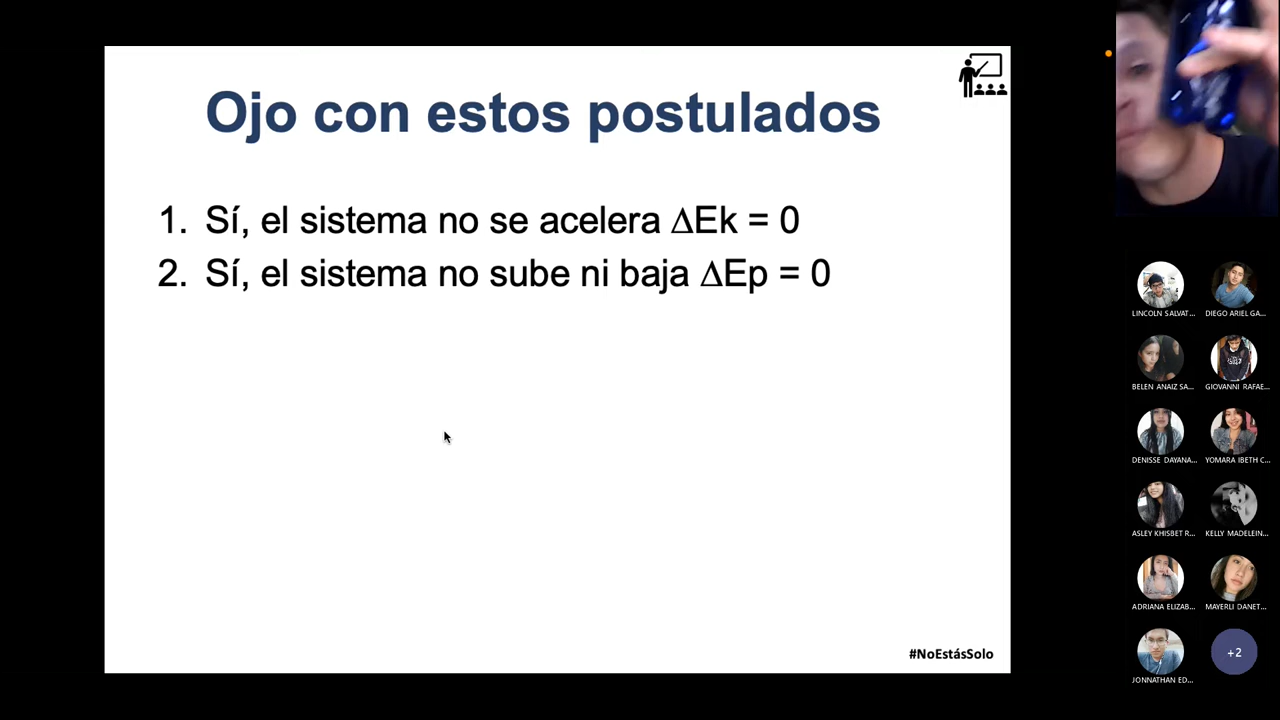 Ojo con estos postulados
1. Sí, el sistema no se acelera ΔEk = 0
2. Sí, el sistema no sube ni baja ΔEp = 0
#NoEstásSolo
LINCOLN SALVAT...
DIEGO ARIEL GA...
BELEN ANAIZ SA...
GIOVANNI RAFAE...
DENISSE DAYANA...
YOMARA IBETH C...
ASLEY KHISBET R...
KELLY MADELEIN...
ADRIANA ELIZAB...
MAYERLI DANET...
JONNATHAN ED...
+2